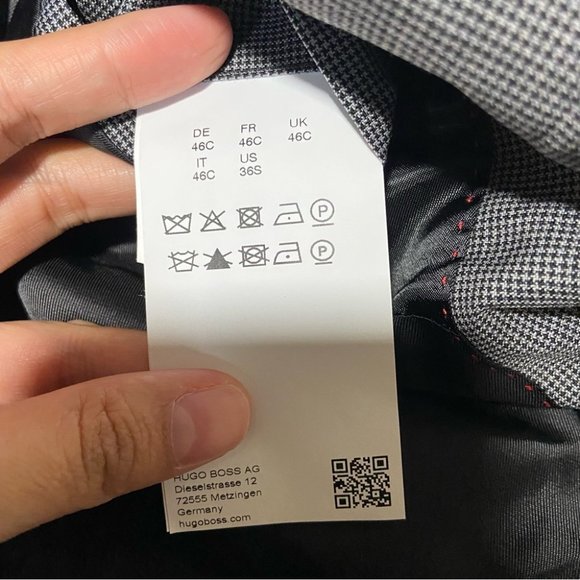 DE FR UK
46C 46C 46C
IT US
46C 36S
P
P
HUGO BOSS AG
Dieselstrasse 12
72555 Metzingen
Germany
hugoboss.com